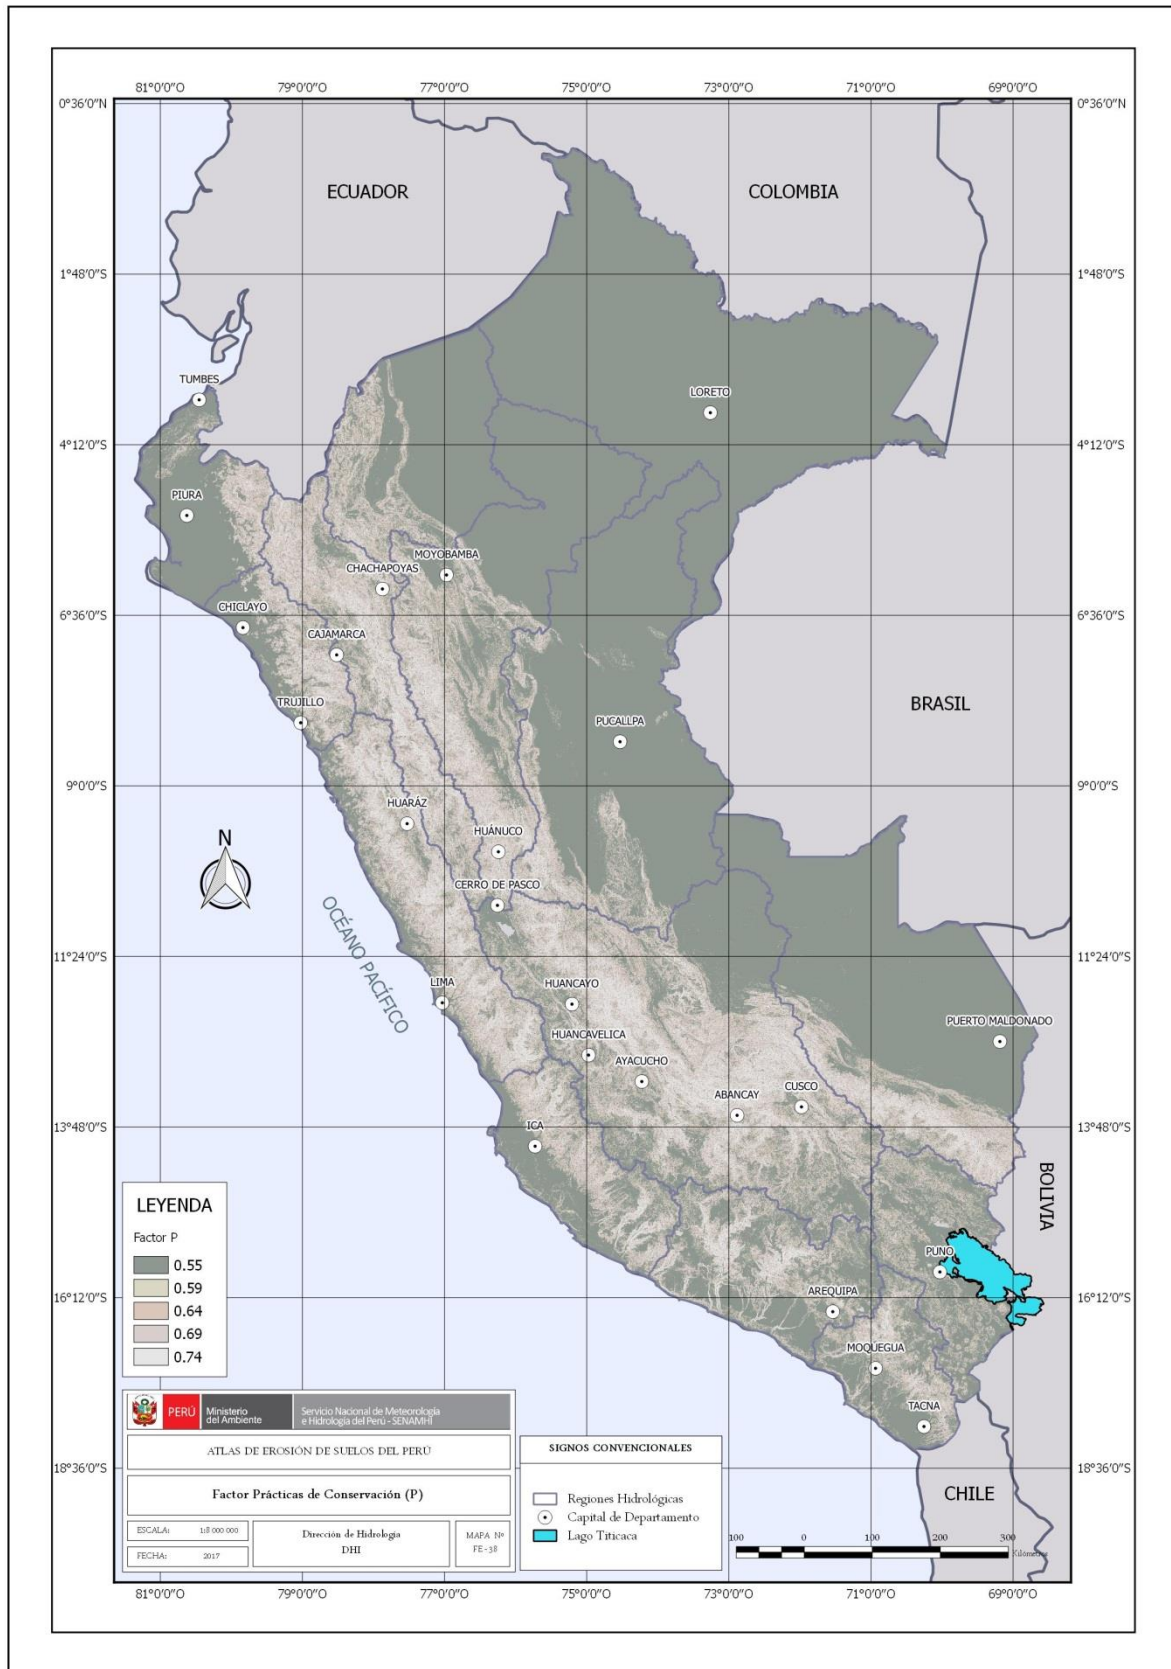 81°0'0"O 79°0'0"O 77°0'0"O 75°0'0"O 73°0'0"O 71°0'0"O 69°0'0"O
0°36'0"N 0°36'0"N
ECUADOR COLOMBIA
1°48'0"S 1°48'0"S
TUMBES
LORETO
4°12'0"S 4°12'0"S
PIURA
MOYOBAMBA
CHACHAPOYAS
6°36'0"S 6°36'0"S
CHICLAYO
CAJAMARCA
TRUJILLO
BRASIL
PUCALLPA
9°0'0"S 9°0'0"S
HUARÁZ
HUÁNUCO
N
CERRO DE PASCO
OCÉANO PACÍFICO
11°24'0"S 11°24'0"S
LIMA
HUANCAYO
PUERTO MALDONADO
HUANCAVELICA
AYACUCHO
ABANCAY
CUSCO
13°48'0"S 13°48'0"S
ICA
BOLIVIA
PUNO
AREQUIPA
16°12'0"S 16°12'0"S
MOQUEGUA
TACNA
18°36'0"S 18°36'0"S
CHILE
LEYENDA
Factor P
0.55
0.59
0.64
0.69
0.74
PERÚ
Ministerio
del Ambiente
Servicio Nacional de Meteorología
e Hidrología del Perú - SENAMHI
ATLAS DE EROSIÓN DE SUELOS DEL PERÚ
Factor Prácticas de Conservación (P)
ESCALA: 1:8 000 000
FECHA: 2017
Dirección de Hidrología
DHI
MAPA Nº
FE - 38
SIGNOS CONVENCIONALES
Regiones Hidrológicas
Capital de Departamento
Lago Titicaca
100 0 100 200 300
Kilómetros
81°0'0"O 79°0'0"O 77°0'0"O 75°0'0"O 73°0'0"O 71°0'0"O 69°0'0"O